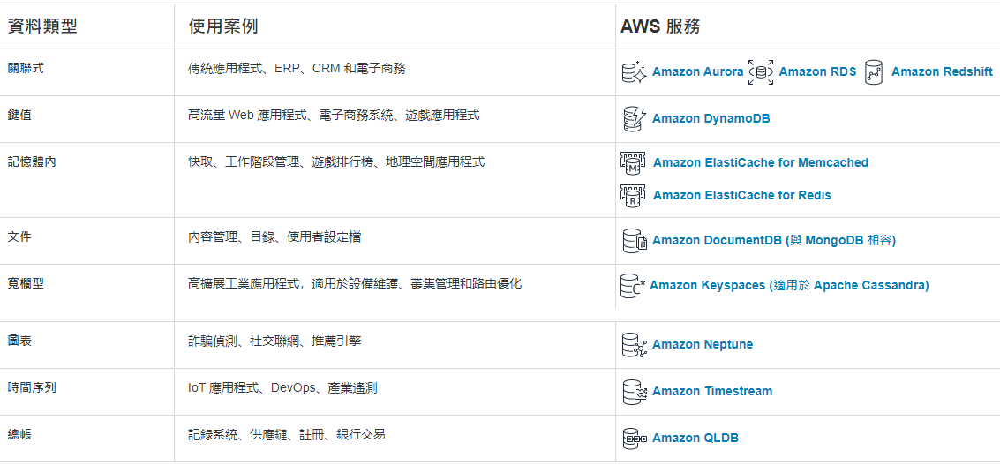 資料類型 使用案例 AWS 服務
關聯式 傳統應用程式、ERP、CRM 和電子商務 Amazon Aurora Amazon RDS Amazon Redshift
鍵值 高流量 Web 應用程式、電子商務系統、遊戲應用程式 Amazon DynamoDB
記憶體內 快取、工作階段管理、遊戲排行榜、地理空間應用程式 M Amazon ElastiCache for Memcached
R Amazon ElastiCache for Redis
文件 內容管理、目錄、使用者設定檔 Amazon DocumentDB (與 MongoDB 相容)
寬欄型 高擴展工業應用程式，適用於設備維護、叢集管理和路由優化 C* Amazon Keyspaces (適用於 Apache Cassandra)
圖表 詐騙偵測、社交聯網、推薦引擎 Amazon Neptune
時間序列 IoT 應用程式、DevOps、產業遙測 Amazon Timestream
總帳 記錄系統、供應鏈、註冊、銀行交易 Amazon QLDB